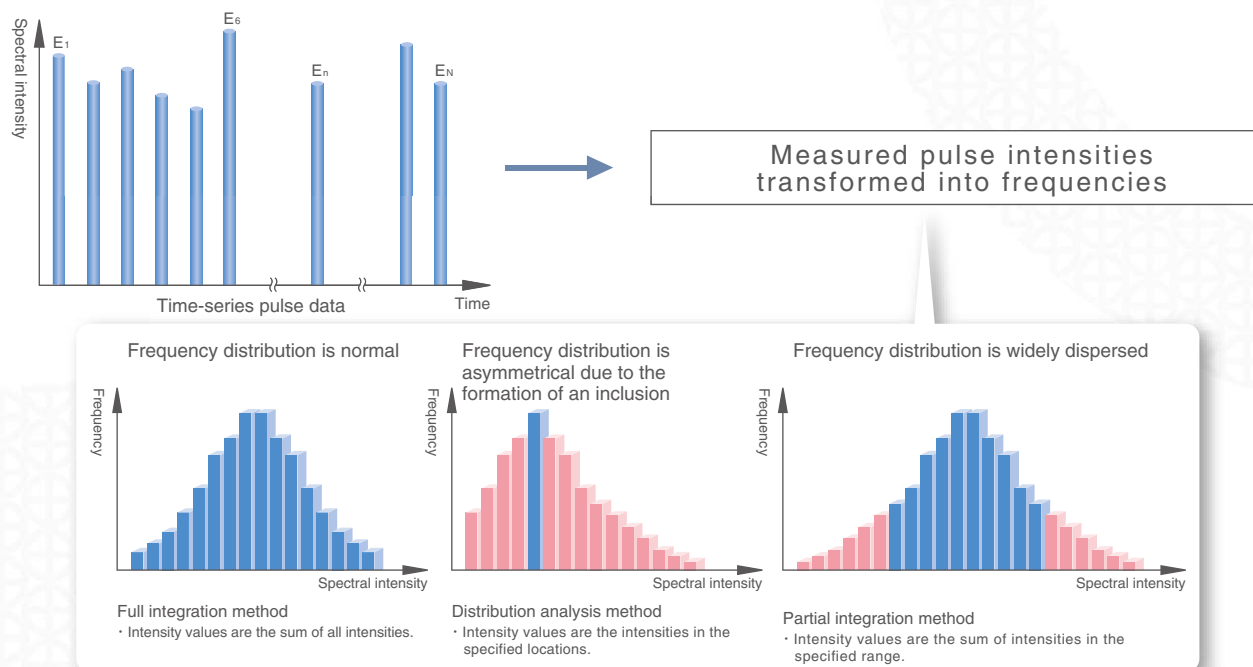 Spectral intensity
E1
E6
En
EN
Time-series pulse data
Time
Measured pulse intensities
transformed into frequencies
Frequency distribution is normal
Frequency
Spectral intensity
Full integration method
・Intensity values are the sum of all intensities.
Frequency distribution is
asymmetrical due to the
formation of an inclusion
Frequency
Spectral intensity
Distribution analysis method
・Intensity values are the intensities in the
specified locations.
Frequency distribution is widely dispersed
Frequency
Spectral intensity
Partial integration method
・Intensity values are the sum of intensities in the
specified range.